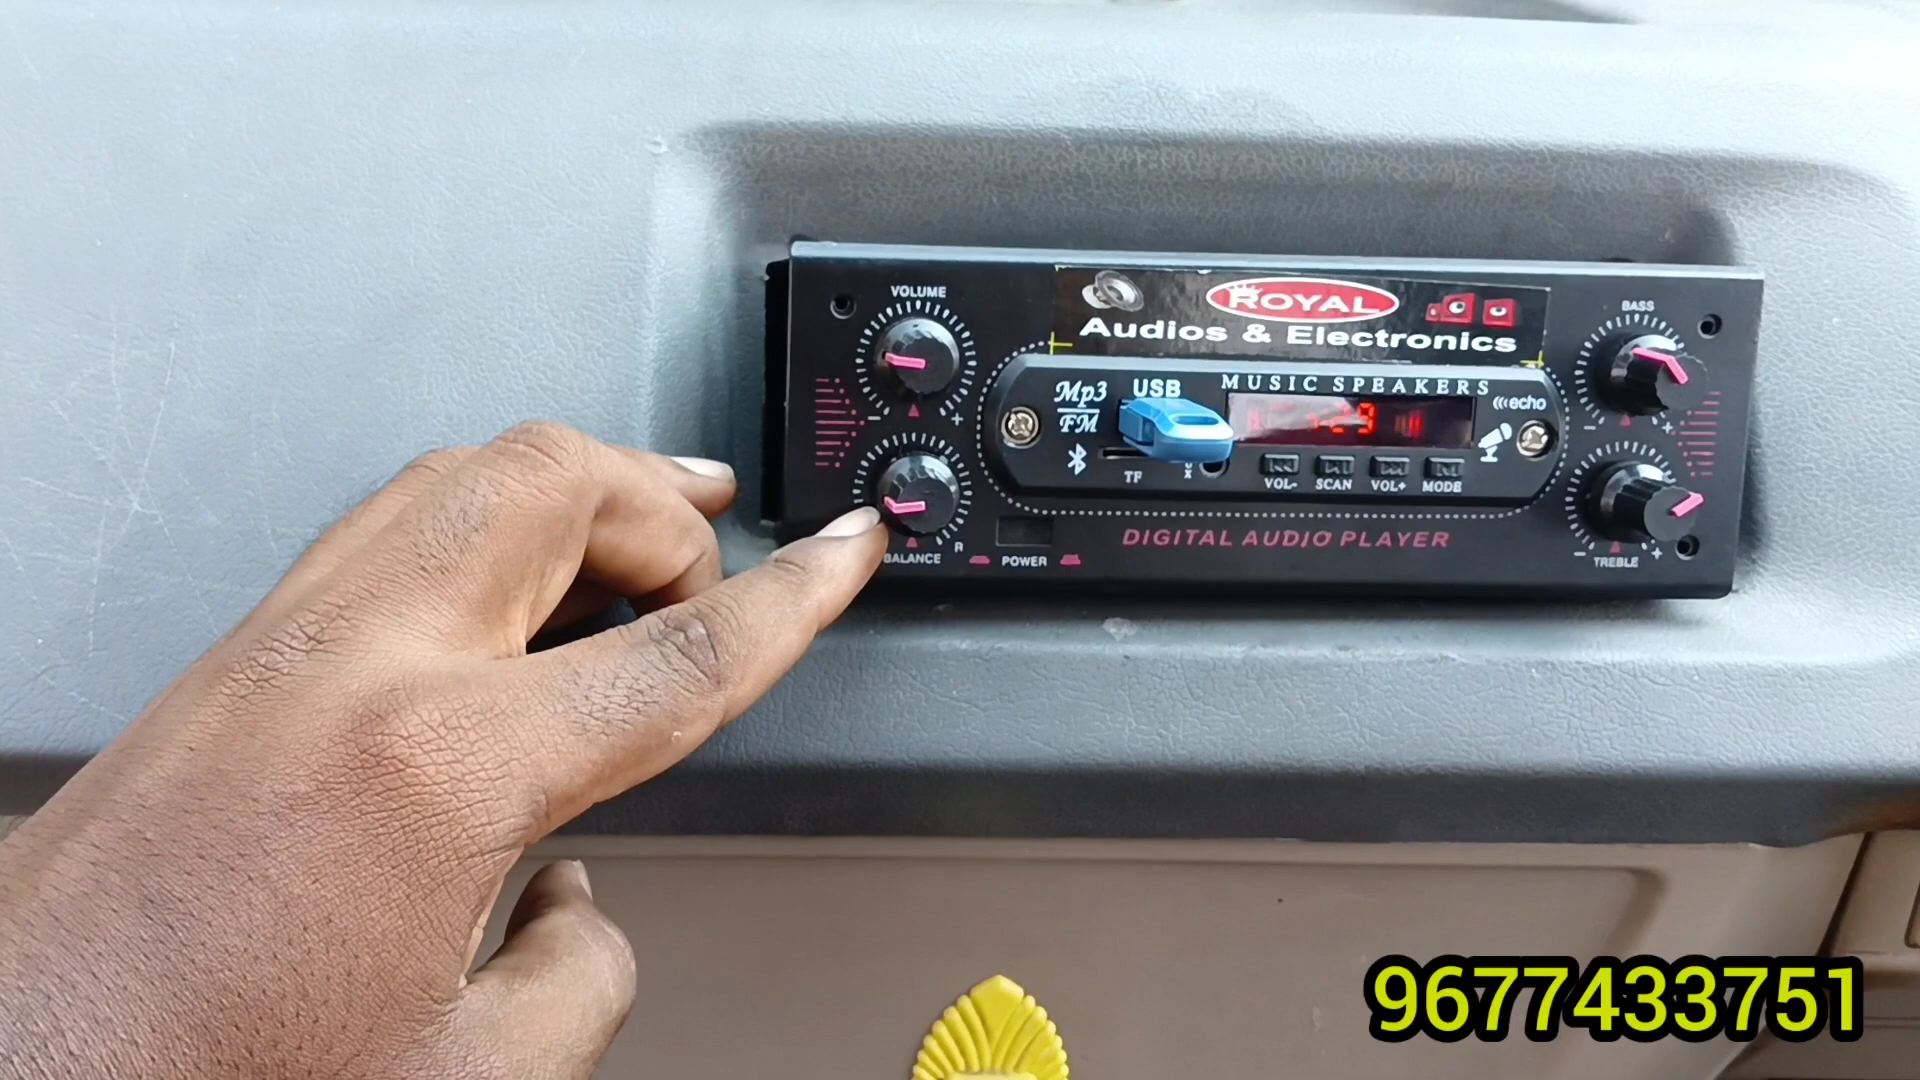 VOLUME
ROYAL
Audios & Electronics
BASS
Mp3
FM
USB
MUSIC SPEAKERS
echo
29
TF
VOL-
SCAN
VOL+
MODE
BALANCE
R
POWER
DIGITAL AUDIO PLAYER
TREBLE
9677433751